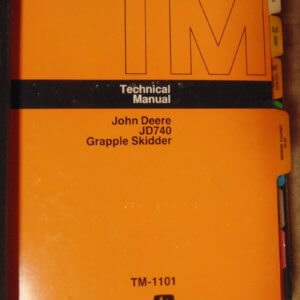 TM
Technical
Manual
John Deere
JD740
Grapple Skidder
TM-1101